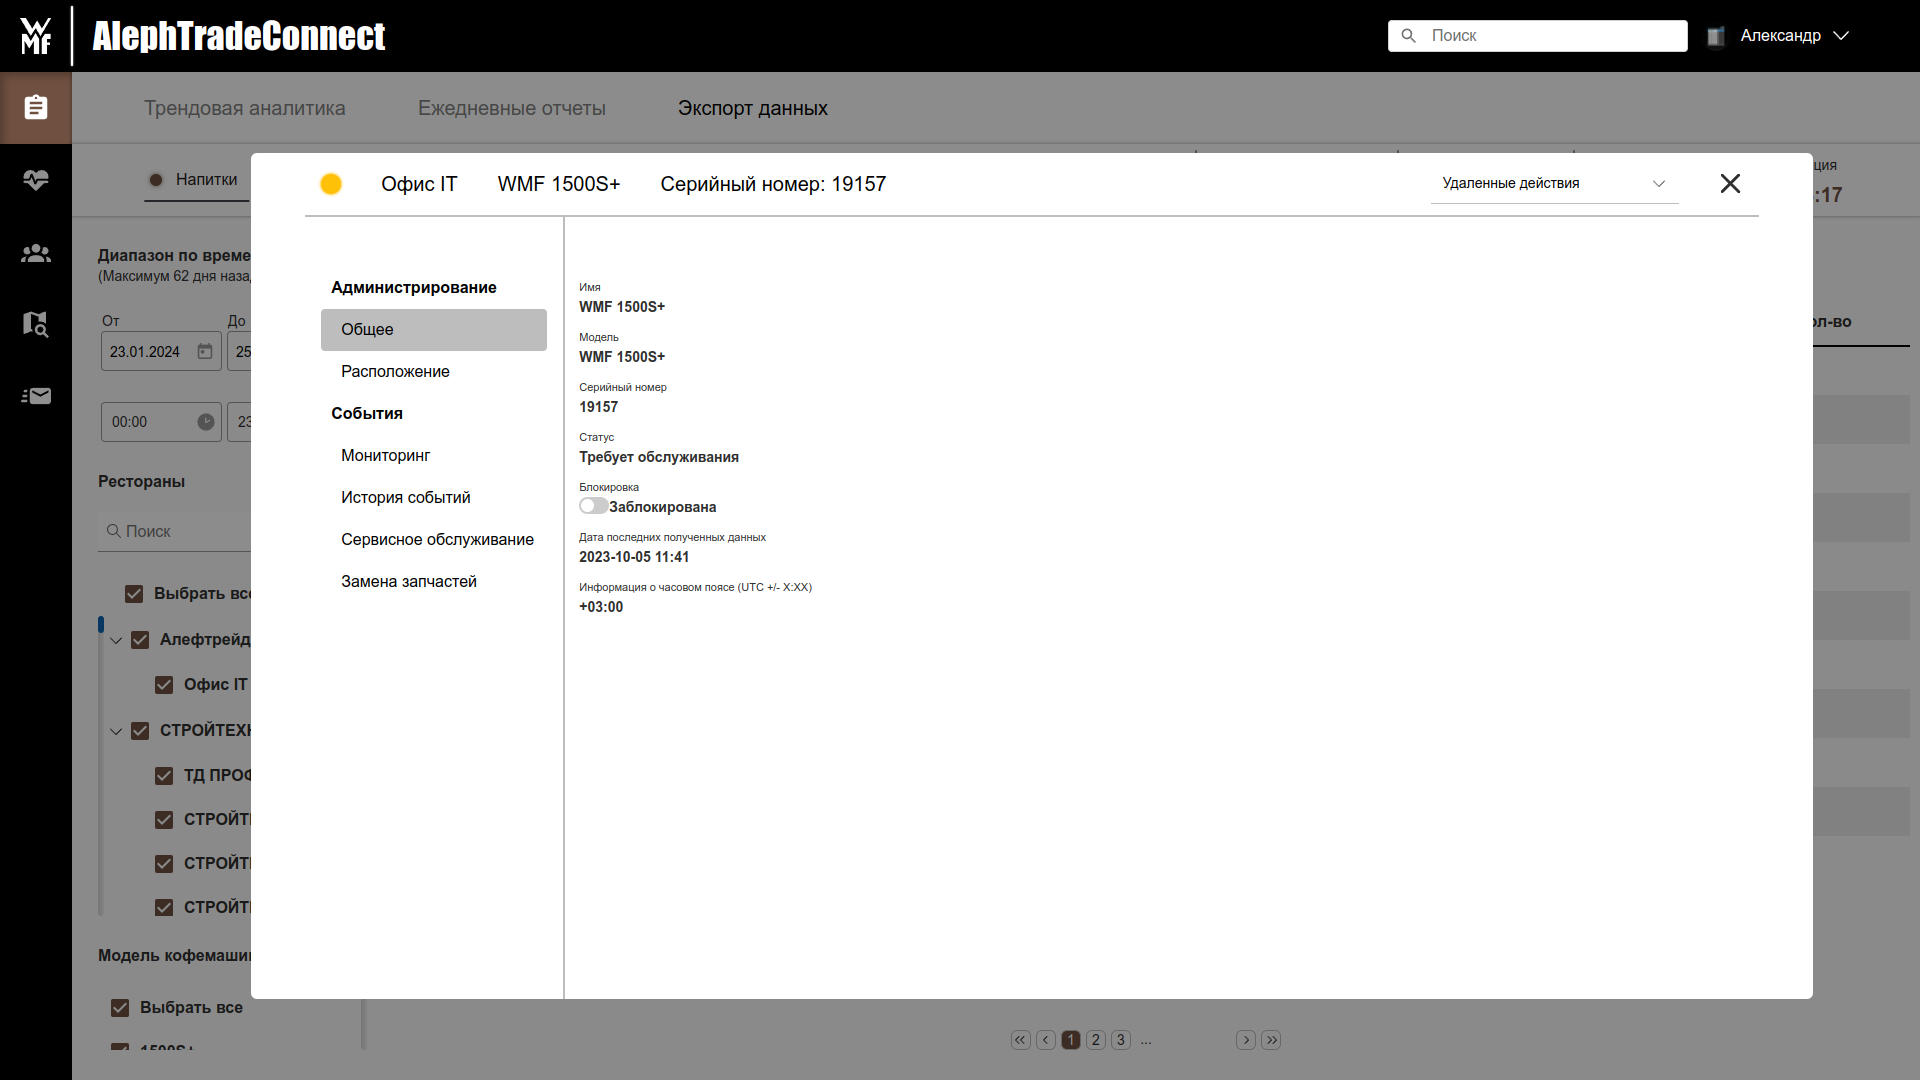 WMF
AlephTradeConnect
Поиск
Александр
Трендовая аналитика
Ежедневные отчеты
Экспорт данных
Напитки
Офис IT
WMF 1500S+
Серийный номер: 19157
Удаленные действия
ция
:17
Диапазон по време
(Максимум 62 дня наза
От
До
23.01.2024
25
00:00
23
Рестораны
Поиск
Выбрать все
Алефтрейд
Офис IT
СТРОЙТЕХ
ТД ПРОФ
СТРОЙТ
СТРОЙТ
СТРОЙТ
Модель кофемаши
Выбрать все
1500S+
Администрирование
Общее
Расположение
События
Мониторинг
История событий
Сервисное обслуживание
Замена запчастей
Имя
WMF 1500S+
Модель
WMF 1500S+
Серийный номер
19157
Статус
Требует обслуживания
Блокировка
Заблокирована
Дата последних полученных данных
2023-10-05 11:41
Информация о часовом поясе (UTC +/- X:XX)
+03:00
ол-во
1 2 3 ...